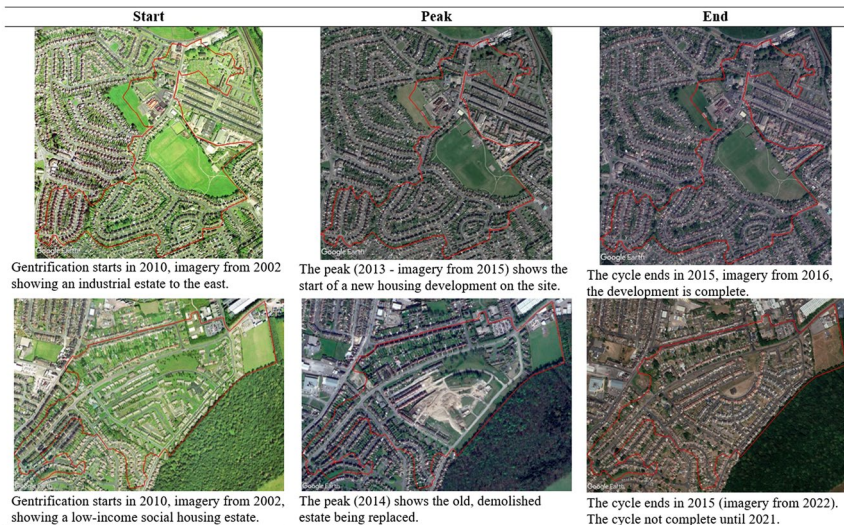 Start Peak End
Google Earth
Google Earth
Google Earth
Gentrification starts in 2010, imagery from 2002
showing an industrial estate to the east.
The peak (2013 - imagery from 2015) shows the
start of a new housing development on the site.
The cycle ends in 2015, imagery from 2016,
the development is complete.
Google Earth
Google Earth
Google Earth
Gentrification starts in 2010, imagery from 2002,
showing a low-income social housing estate.
The peak (2014) shows the old, demolished
estate being replaced.
The cycle ends in 2015 (imagery from 2022).
The cycle not complete until 2021.